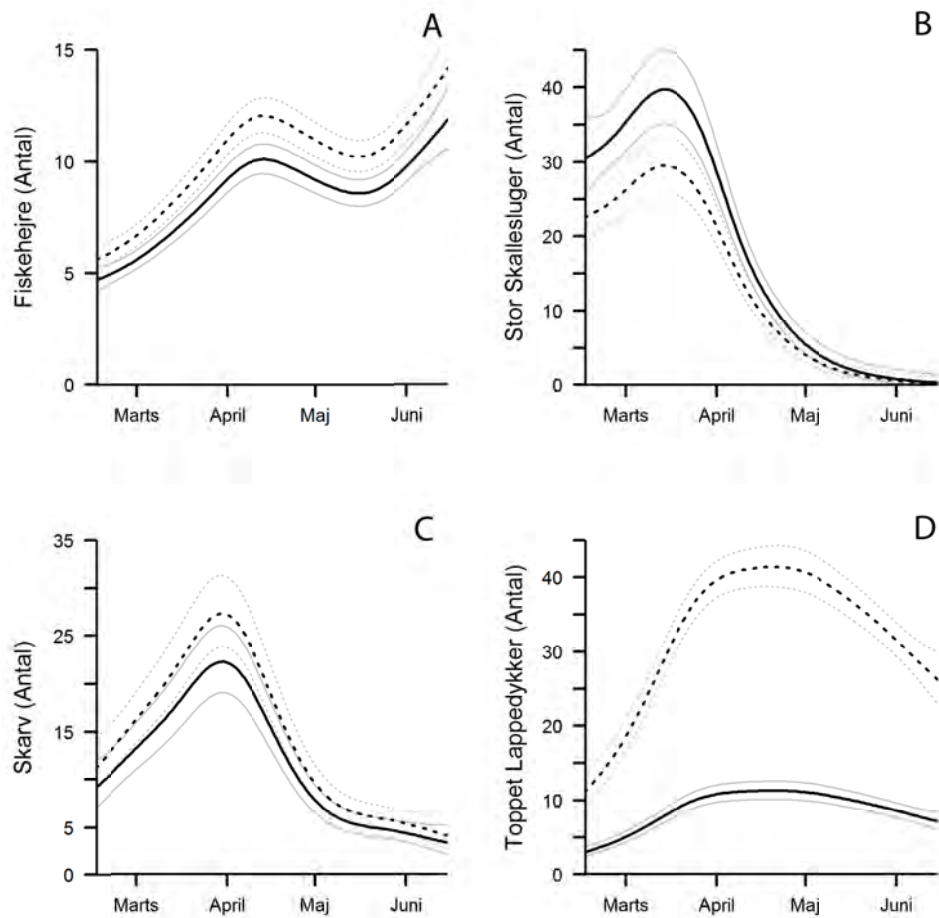 A
Fiskehejre (Antal)
15
10
5
0
Marts April Maj Juni
B
Stor Skallesluger (Antal)
40
30
20
10
0
Marts April Maj Juni
C
Skarv (Antal)
35
25
15
5
0
Marts April Maj Juni
D
Toppet Lappedykker (Antal)
40
30
20
10
0
Marts April Maj Juni